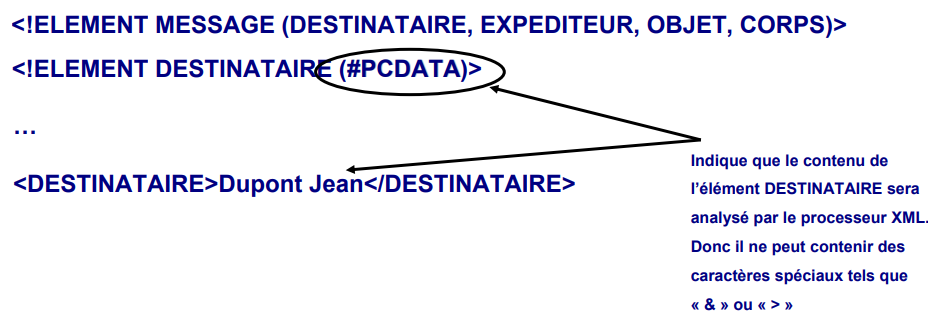 <!ELEMENT MESSAGE (DESTINATAIRE, EXPEDITEUR, OBJET, CORPS)>
<!ELEMENT DESTINATAIRE (#PCDATA)>
…
<DESTINATAIRE>Dupont Jean</DESTINATAIRE>
Indique que le contenu de
l’élément DESTINATAIRE sera
analysé par le processeur XML.
Donc il ne peut contenir des
caractères spéciaux tels que
« & » ou « > »